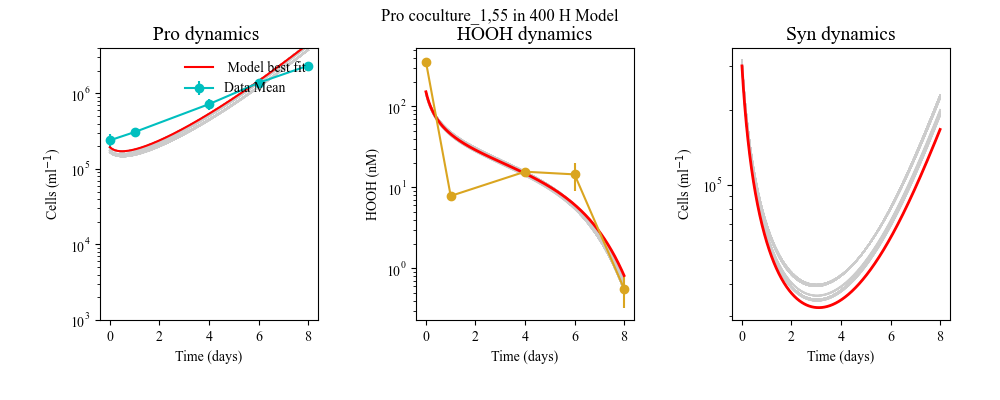 Pro coculture_1,55 in 400 H Model
Pro dynamics
HOOH dynamics
Syn dynamics
Model best fit
Data Mean
Cells (ml⁻¹)
10⁶
10⁵
10⁴
10³
0 2 4 6 8
Time (days)
HOOH (nM)
10²
10¹
10⁰
0 2 4 6 8
Time (days)
Cells (ml⁻¹)
10⁵
0 2 4 6 8
Time (days)